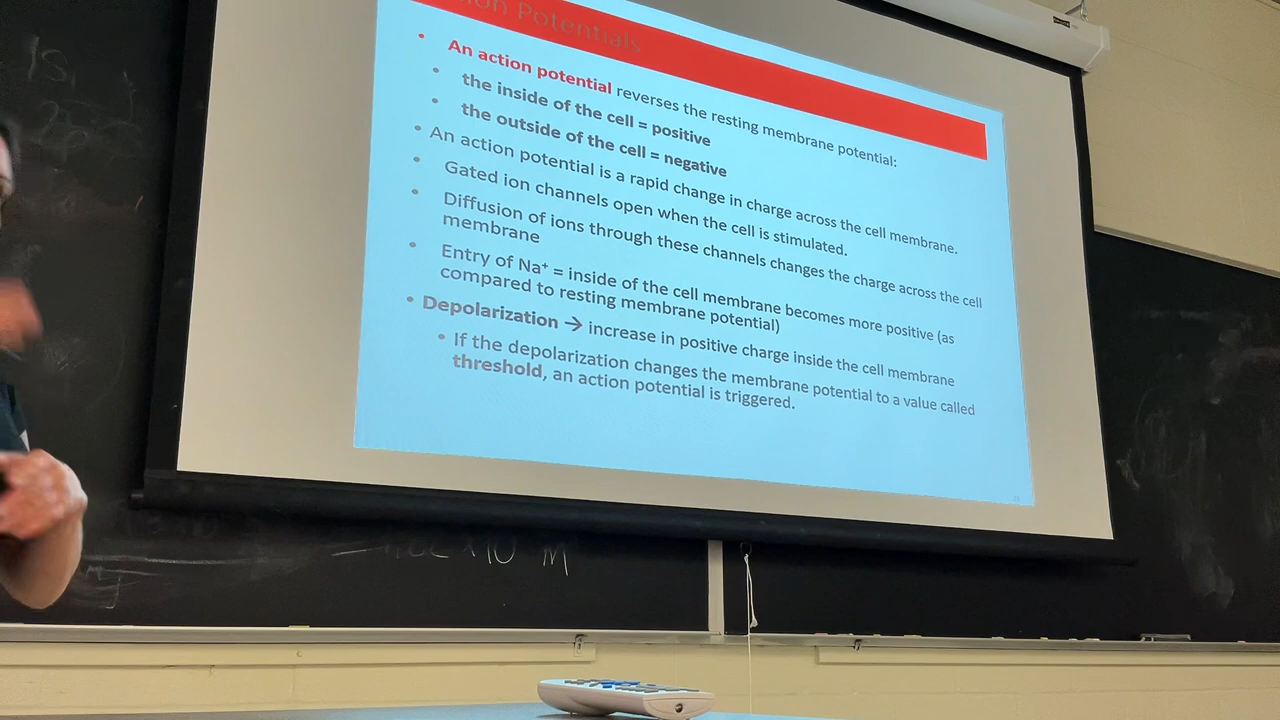 ion Potentials
• An action potential reverses the resting membrane potential:
• the inside of the cell = positive
• the outside of the cell = negative
• An action potential is a rapid change in charge across the cell membrane.
• Gated ion channels open when the cell is stimulated.
• Diffusion of ions through these channels changes the charge across the cell
membrane
• Entry of Na⁺ = inside of the cell membrane becomes more positive (as
compared to resting membrane potential)
• Depolarization → increase in positive charge inside the cell membrane
• If the depolarization changes the membrane potential to a value called
threshold, an action potential is triggered.